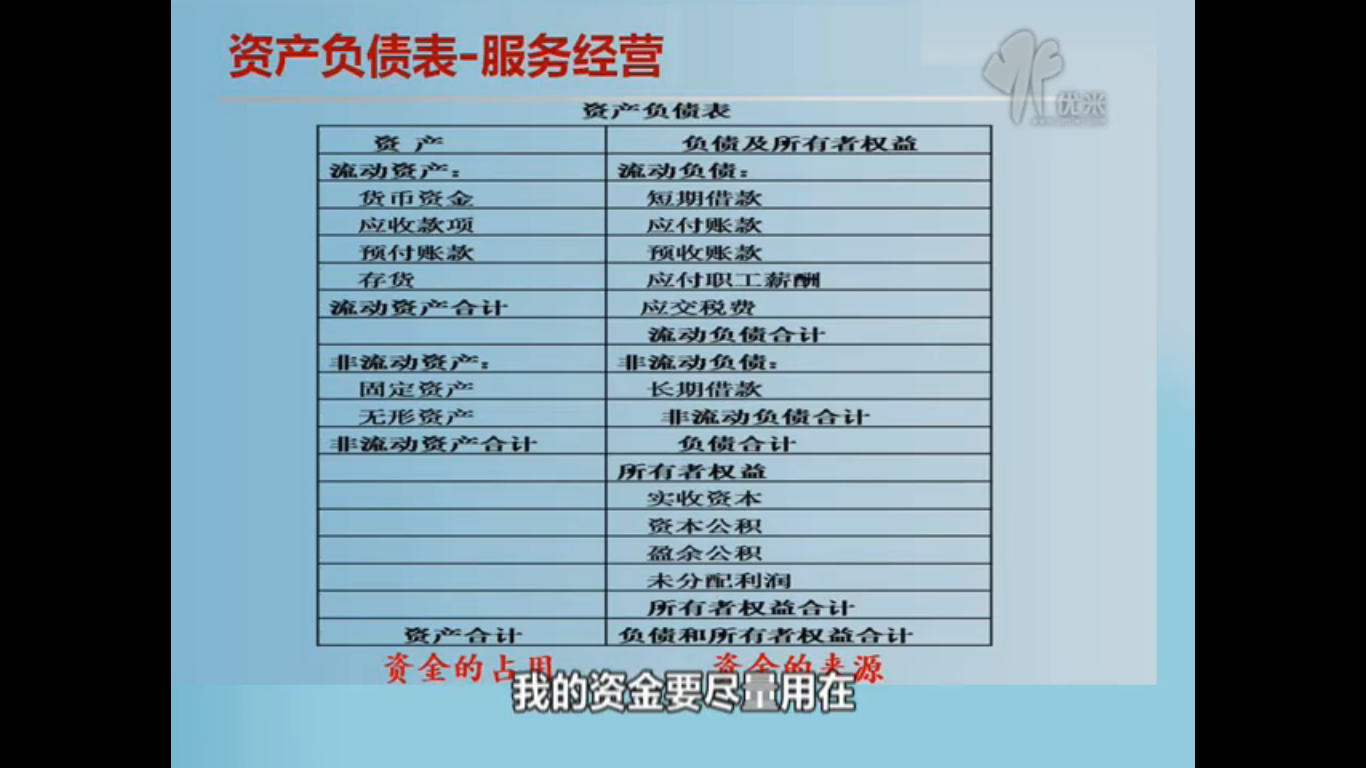 资产负债表-服务经营
优米
资产负债表
资 产 负债及所有者权益
流动资产: 流动负债:
货币资金 短期借款
应收款项 应付账款
预付账款 预收账款
存货 应付职工薪酬
流动资产合计 应交税费
流动负债合计
非流动资产: 非流动负债:
固定资产 长期借款
无形资产 非流动负债合计
非流动资产合计 负债合计
所有者权益
实收资本
资本公积
盈余公积
未分配利润
所有者权益合计
资产合计 负债和所有者权益合计
资金的占用 资金的来源
我的资金要尽量用在